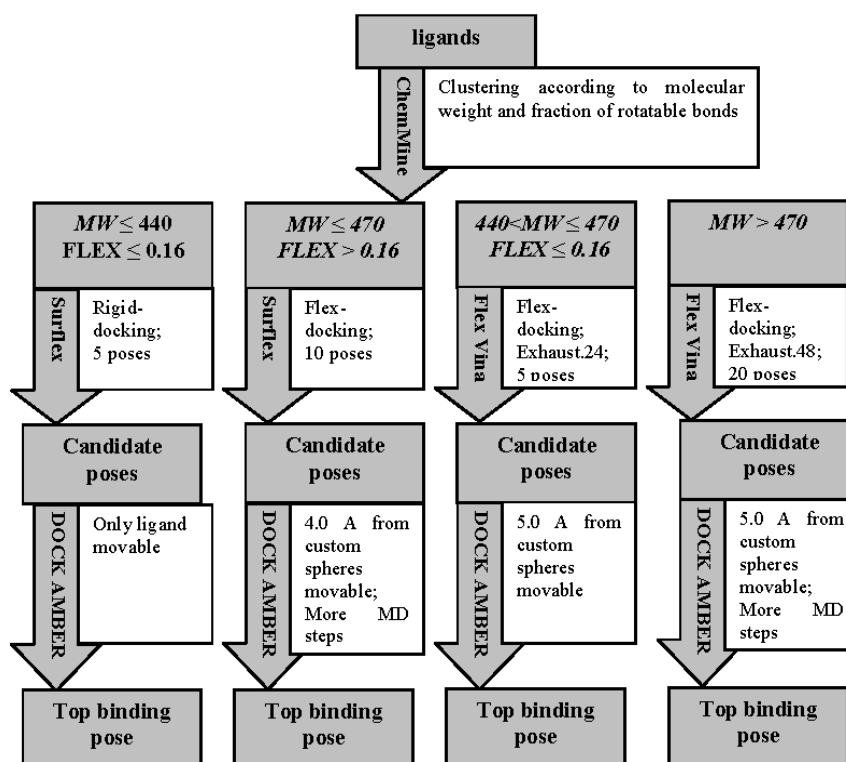 ligands
ChemMine
Clustering according to molecular
weight and fraction of rotatable bonds
MW ≤ 440
FLEX ≤ 0.16
MW ≤ 470
FLEX > 0.16
440<MW ≤ 470
FLEX ≤ 0.16
MW > 470
Surflex
Rigid-
docking;
5 poses
Surflex
Flex-
docking;
10 poses
Flex Vina
Flex-
docking;
Exhaust.24;
5 poses
Flex Vina
Flex-
docking;
Exhaust.48;
20 poses
Candidate
poses
Candidate
poses
Candidate
poses
Candidate
poses
DOCK AMBER
Only ligand
movable
DOCK AMBER
4.0 A from
custom
spheres
movable;
More MD
steps
DOCK AMBER
5.0 A from
custom
spheres
movable
DOCK AMBER
5.0 A from
custom
spheres
movable;
More MD
steps
Top binding
pose
Top binding
pose
Top binding
pose
Top binding
pose